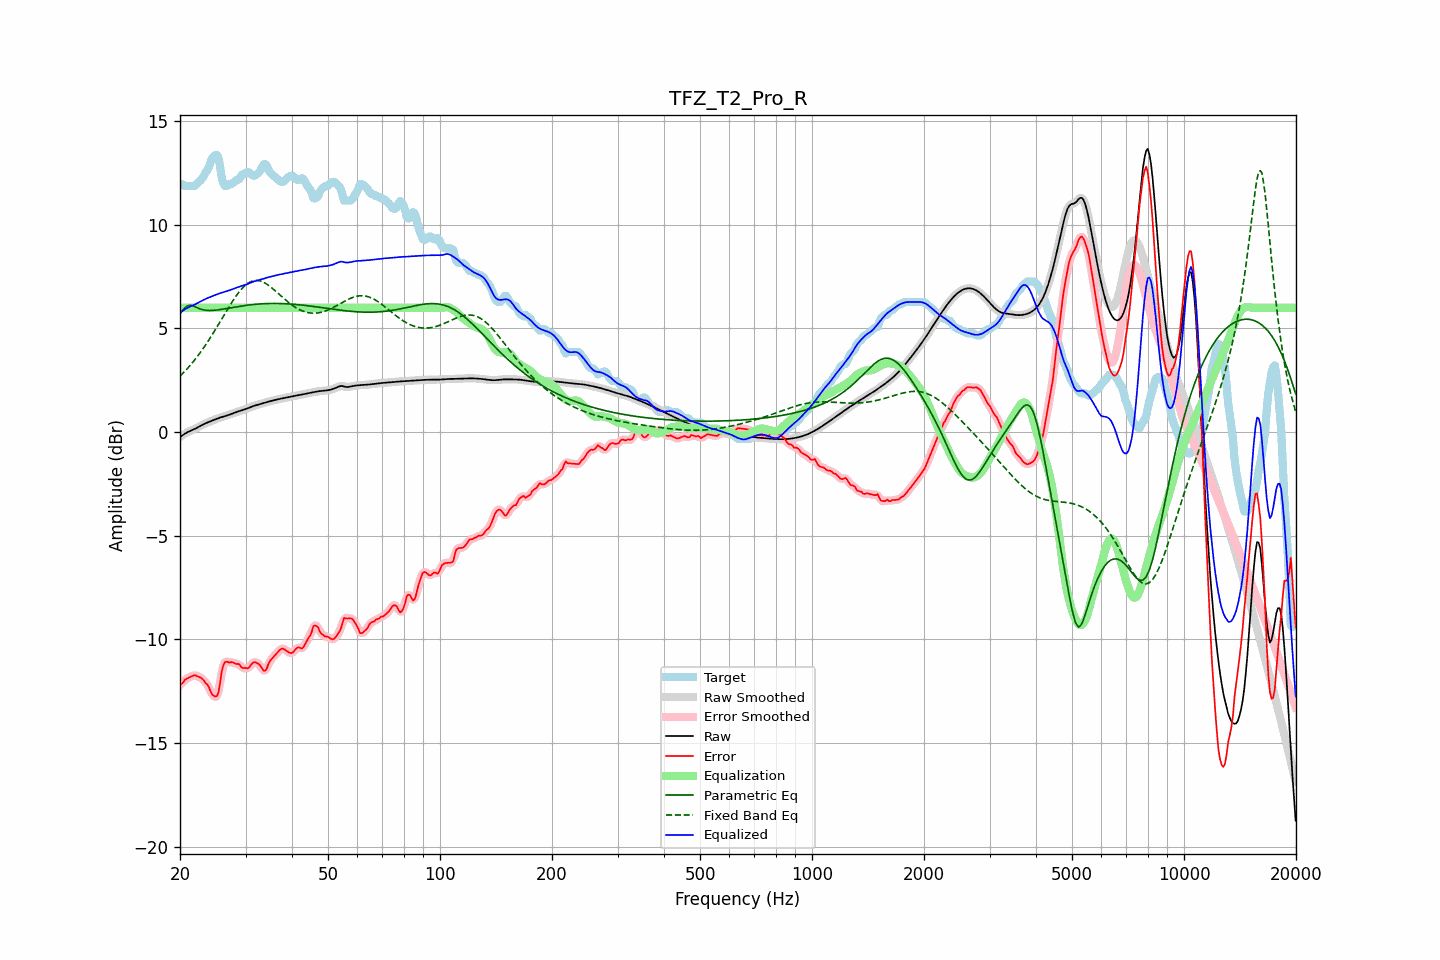 TFZ_T2_Pro_R
15
10
5
0
−5
−10
−15
−20
Amplitude (dBr)
20
50
100
200
500
1000
2000
5000
10000
20000
Frequency (Hz)
Target
Raw Smoothed
Error Smoothed
Raw
Error
Equalization
Parametric Eq
Fixed Band Eq
Equalized